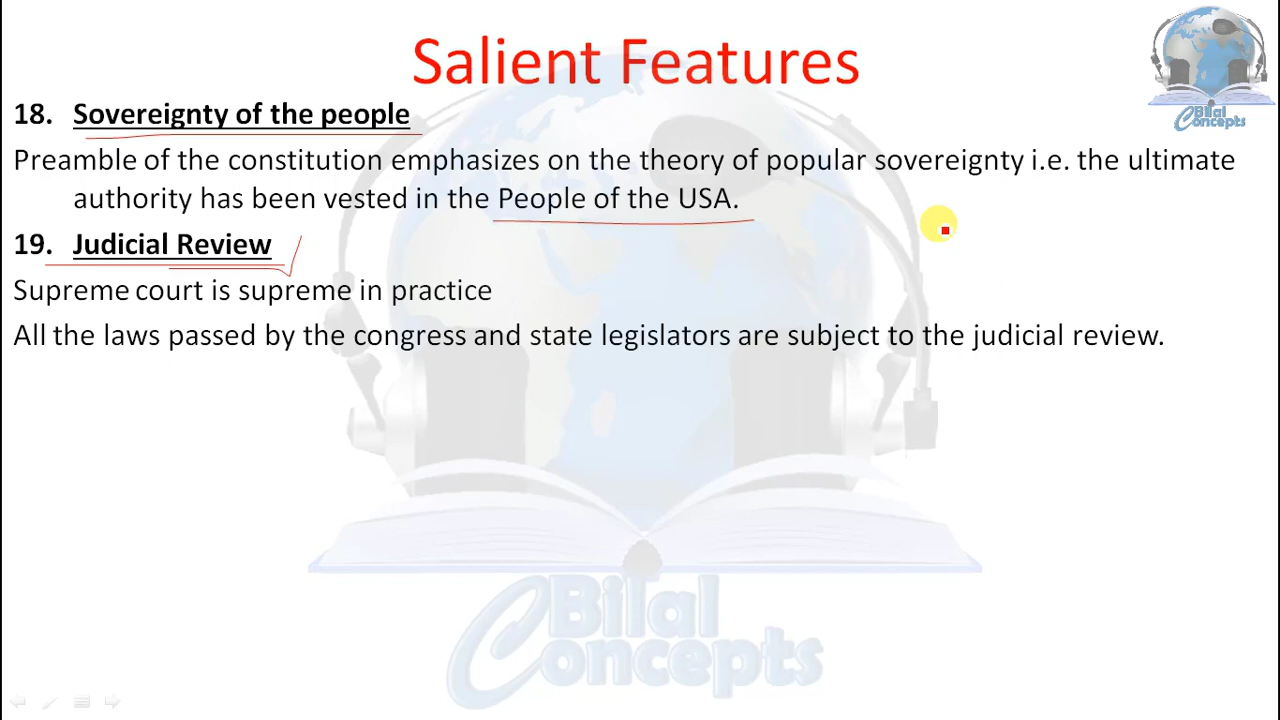 Salient Features
Bilal
Concepts
18. Sovereignty of the people
Preamble of the constitution emphasizes on the theory of popular sovereignty i.e. the ultimate
authority has been vested in the People of the USA.
19. Judicial Review
Supreme court is supreme in practice
All the laws passed by the congress and state legislators are subject to the judicial review.
Bilal
Concepts